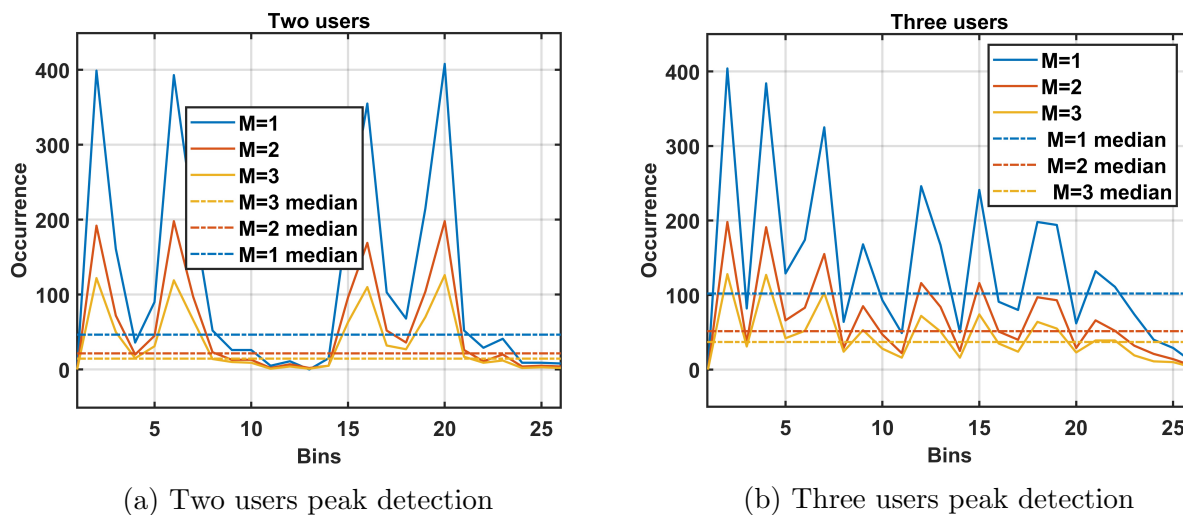 Two users
Occurrence
400
300
200
100
0
M=1
M=2
M=3
M=3 median
M=2 median
M=1 median
5
10
15
20
25
Bins
(a) Two users peak detection
Three users
Occurrence
400
300
200
100
0
M=1
M=2
M=3
M=1 median
M=2 median
M=3 median
5
10
15
20
25
Bins
(b) Three users peak detection